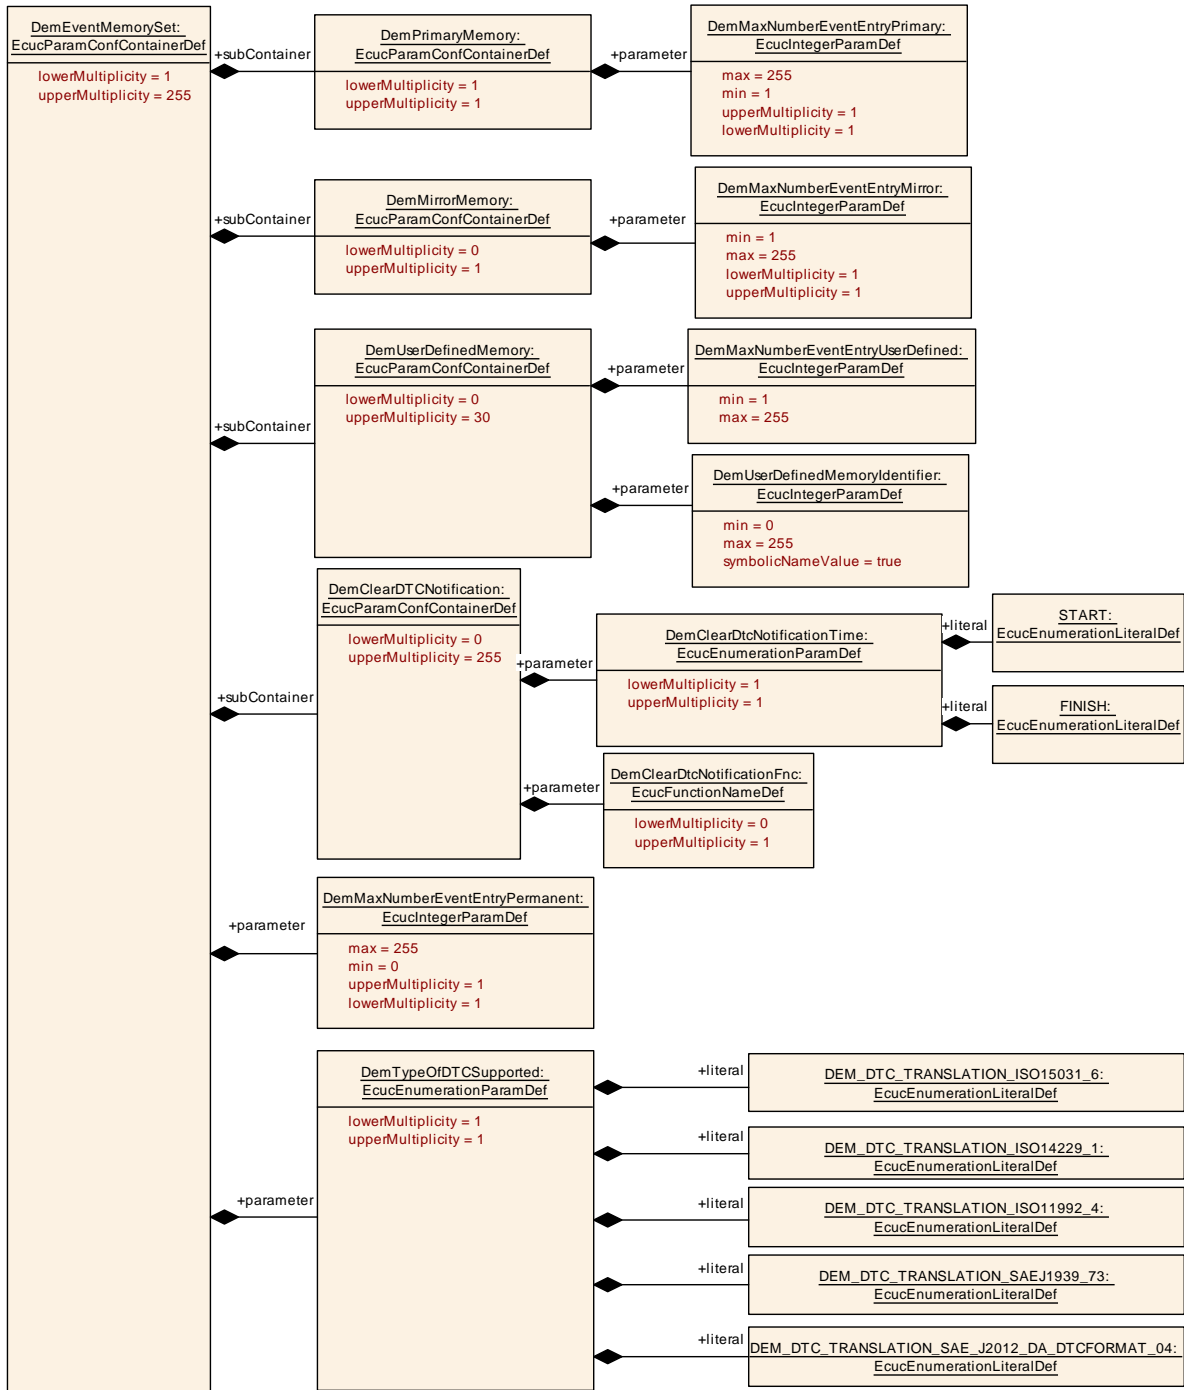 DemEventMemorySet:
EcucParamConfContainerDef
lowerMultiplicity = 1
upperMultiplicity = 255
+subContainer
DemPrimaryMemory:
EcucParamConfContainerDef
lowerMultiplicity = 1
upperMultiplicity = 1
+parameter
DemMaxNumberEventEntryPrimary:
EcucIntegerParamDef
max = 255
min = 1
upperMultiplicity = 1
lowerMultiplicity = 1
+subContainer
DemMirrorMemory:
EcucParamConfContainerDef
lowerMultiplicity = 0
upperMultiplicity = 1
+parameter
DemMaxNumberEventEntryMirror:
EcucIntegerParamDef
min = 1
max = 255
lowerMultiplicity = 1
upperMultiplicity = 1
+subContainer
DemUserDefinedMemory:
EcucParamConfContainerDef
lowerMultiplicity = 0
upperMultiplicity = 30
+parameter
DemMaxNumberEventEntryUserDefined:
EcucIntegerParamDef
min = 1
max = 255
+parameter
DemUserDefinedMemoryIdentifier:
EcucIntegerParamDef
min = 0
max = 255
symbolicNameValue = true
+subContainer
DemClearDTCNotification:
EcucParamConfContainerDef
lowerMultiplicity = 0
upperMultiplicity = 255
+parameter
DemClearDtcNotificationTime:
EcucEnumerationParamDef
lowerMultiplicity = 1
upperMultiplicity = 1
+literal
START:
EcucEnumerationLiteralDef
+literal
FINISH:
EcucEnumerationLiteralDef
+parameter
DemClearDtcNotificationFnc:
EcucFunctionNameDef
lowerMultiplicity = 0
upperMultiplicity = 1
+parameter
DemMaxNumberEventEntryPermanent:
EcucIntegerParamDef
max = 255
min = 0
upperMultiplicity = 1
lowerMultiplicity = 1
+parameter
DemTypeOfDTCSupported:
EcucEnumerationParamDef
lowerMultiplicity = 1
upperMultiplicity = 1
+literal
DEM_DTC_TRANSLATION_ISO15031_6:
EcucEnumerationLiteralDef
+literal
DEM_DTC_TRANSLATION_ISO14229_1:
EcucEnumerationLiteralDef
+literal
DEM_DTC_TRANSLATION_ISO11992_4:
EcucEnumerationLiteralDef
+literal
DEM_DTC_TRANSLATION_SAEJ1939_73:
EcucEnumerationLiteralDef
+literal
DEM_DTC_TRANSLATION_SAE_J2012_DA_DTCFORMAT_04:
EcucEnumerationLiteralDef